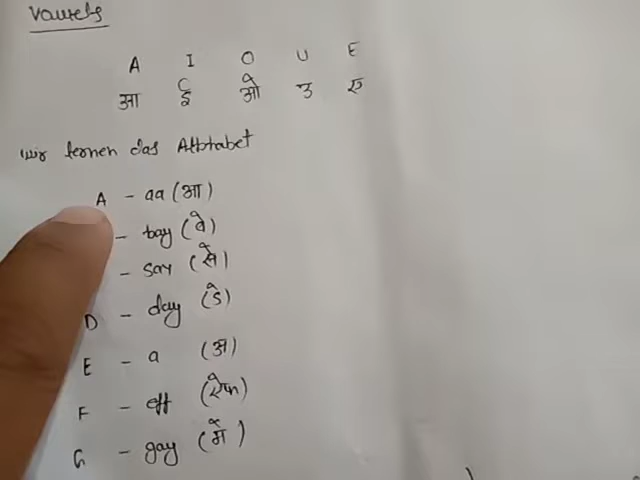 Vowels
A I O U E
आ इ ओ उ ए
wir lernen das Alphabet
A - aa (आ)
- bay (बे)
- say (से)
D - day (डे)
E - a (अ)
F - eff (ऐफ)
G - gay (गे)